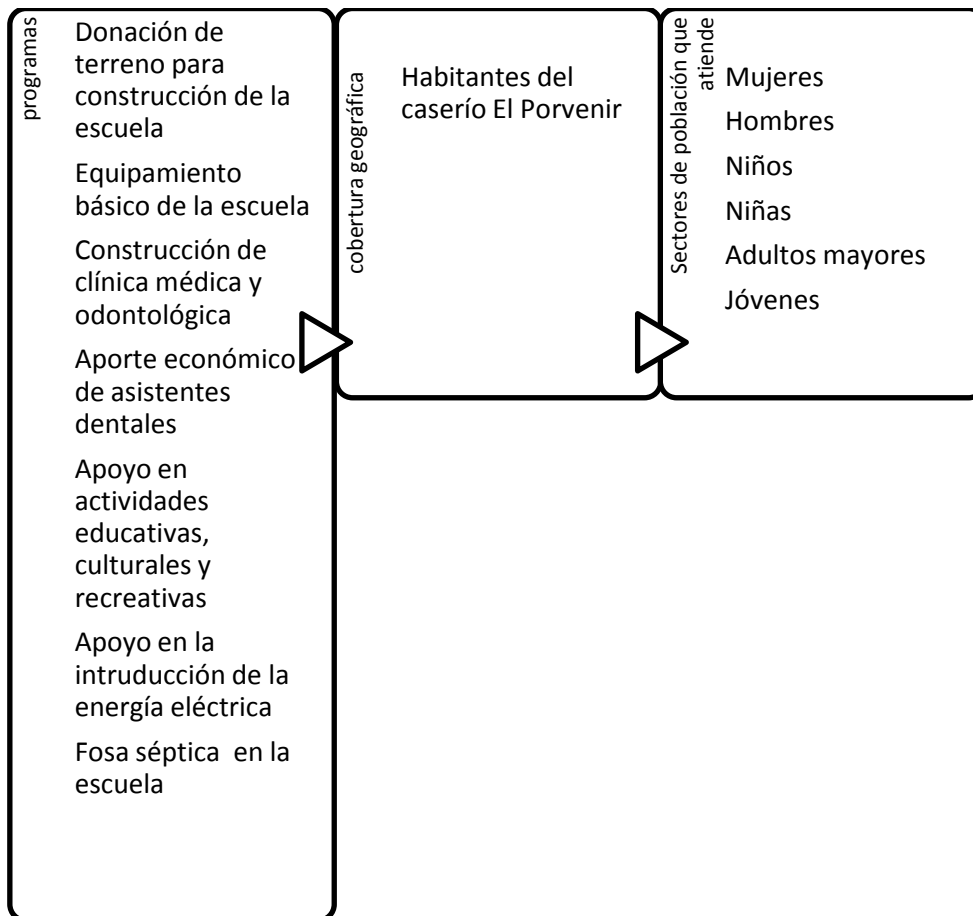 programas
Donación de
terreno para
construcción de la
escuela
Equipamiento
básico de la escuela
Construcción de
clínica médica y
odontológica
Aporte económico
de asistentes
dentales
Apoyo en
actividades
educativas,
culturales y
recreativas
Apoyo en la
intruducción de la
energía eléctrica
Fosa séptica  en la
escuela
cobertura geográfica
Habitantes del
caserío El Porvenir
Sectores de población que
atiende
Mujeres
Hombres
Niños
Niñas
Adultos mayores
Jóvenes